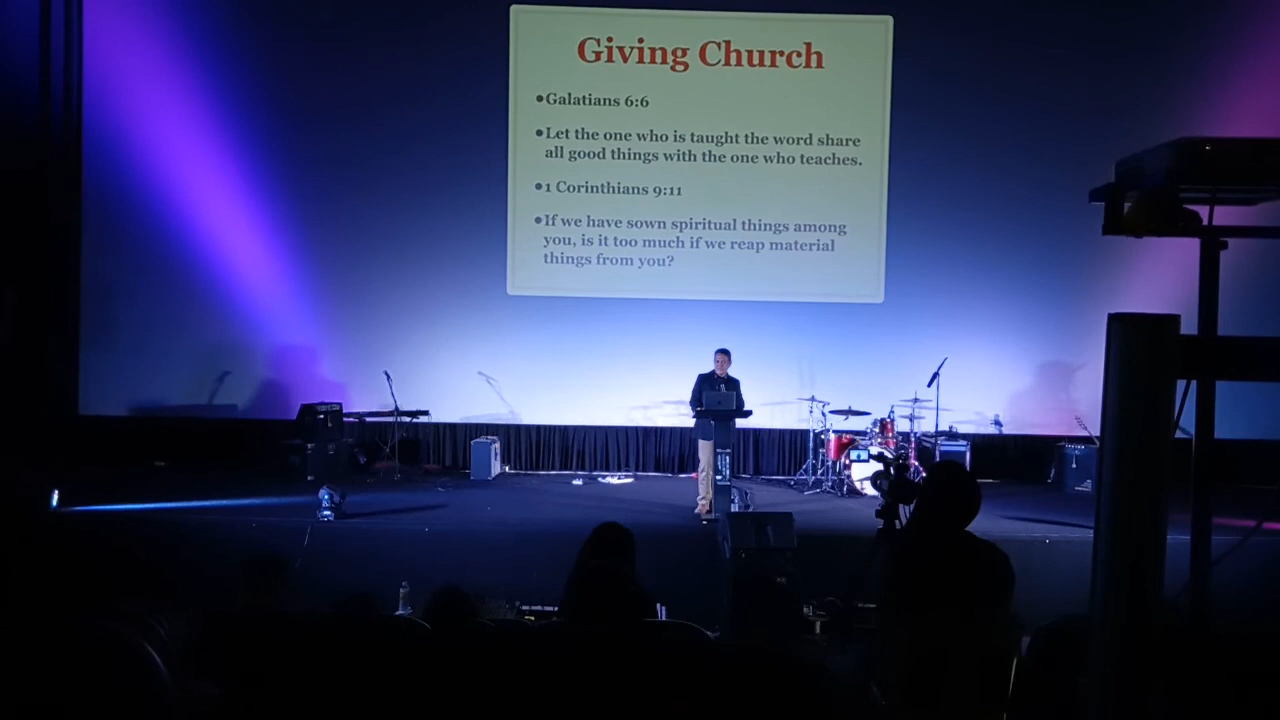 Giving Church
•Galatians 6:6
•Let the one who is taught the word share
all good things with the one who teaches.
•1 Corinthians 9:11
•If we have sown spiritual things among
you, is it too much if we reap material
things from you?